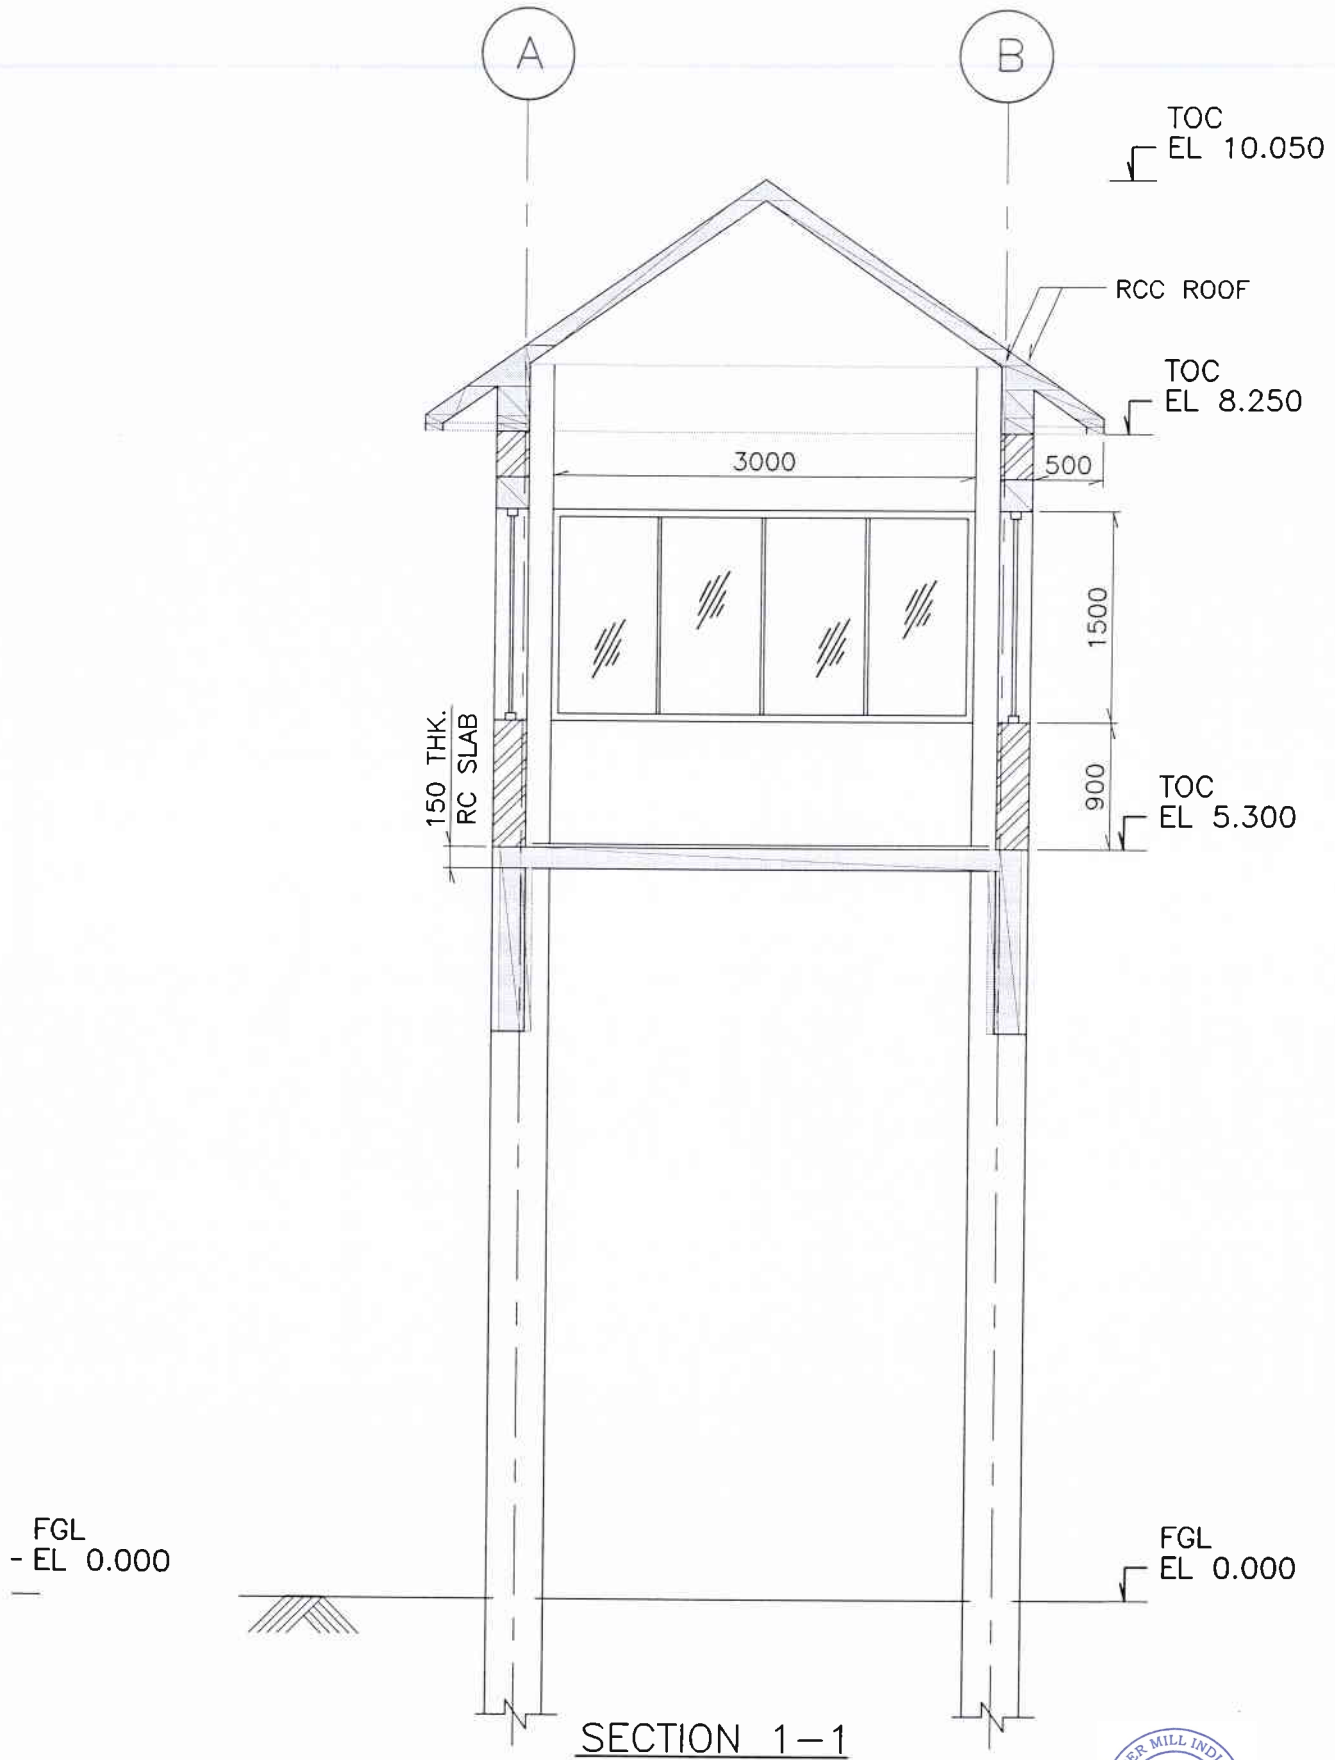 A
B
TOC
EL 10.050
RCC ROOF
TOC
EL 8.250
3000
500
1500
150 THK.
RC SLAB
900
TOC
EL 5.300
FGL
- EL 0.000
FGL
EL 0.000
SECTION 1-1
MILL